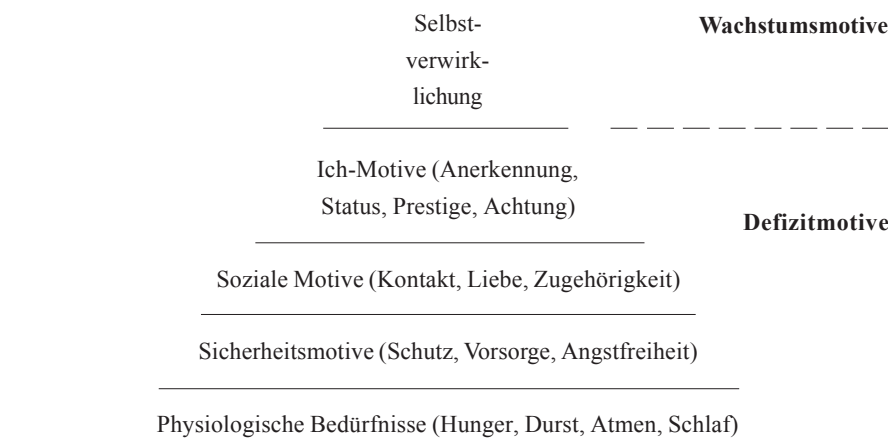 Selbst-
Wachstumsmotive
verwirk-
lichung
Ich-Motive (Anerkennung,
Status, Prestige, Achtung)
Defizitmotive
Soziale Motive (Kontakt, Liebe, Zugehörigkeit)
Sicherheitsmotive (Schutz, Vorsorge, Angstfreiheit)
Physiologische Bedürfnisse (Hunger, Durst, Atmen, Schlaf)